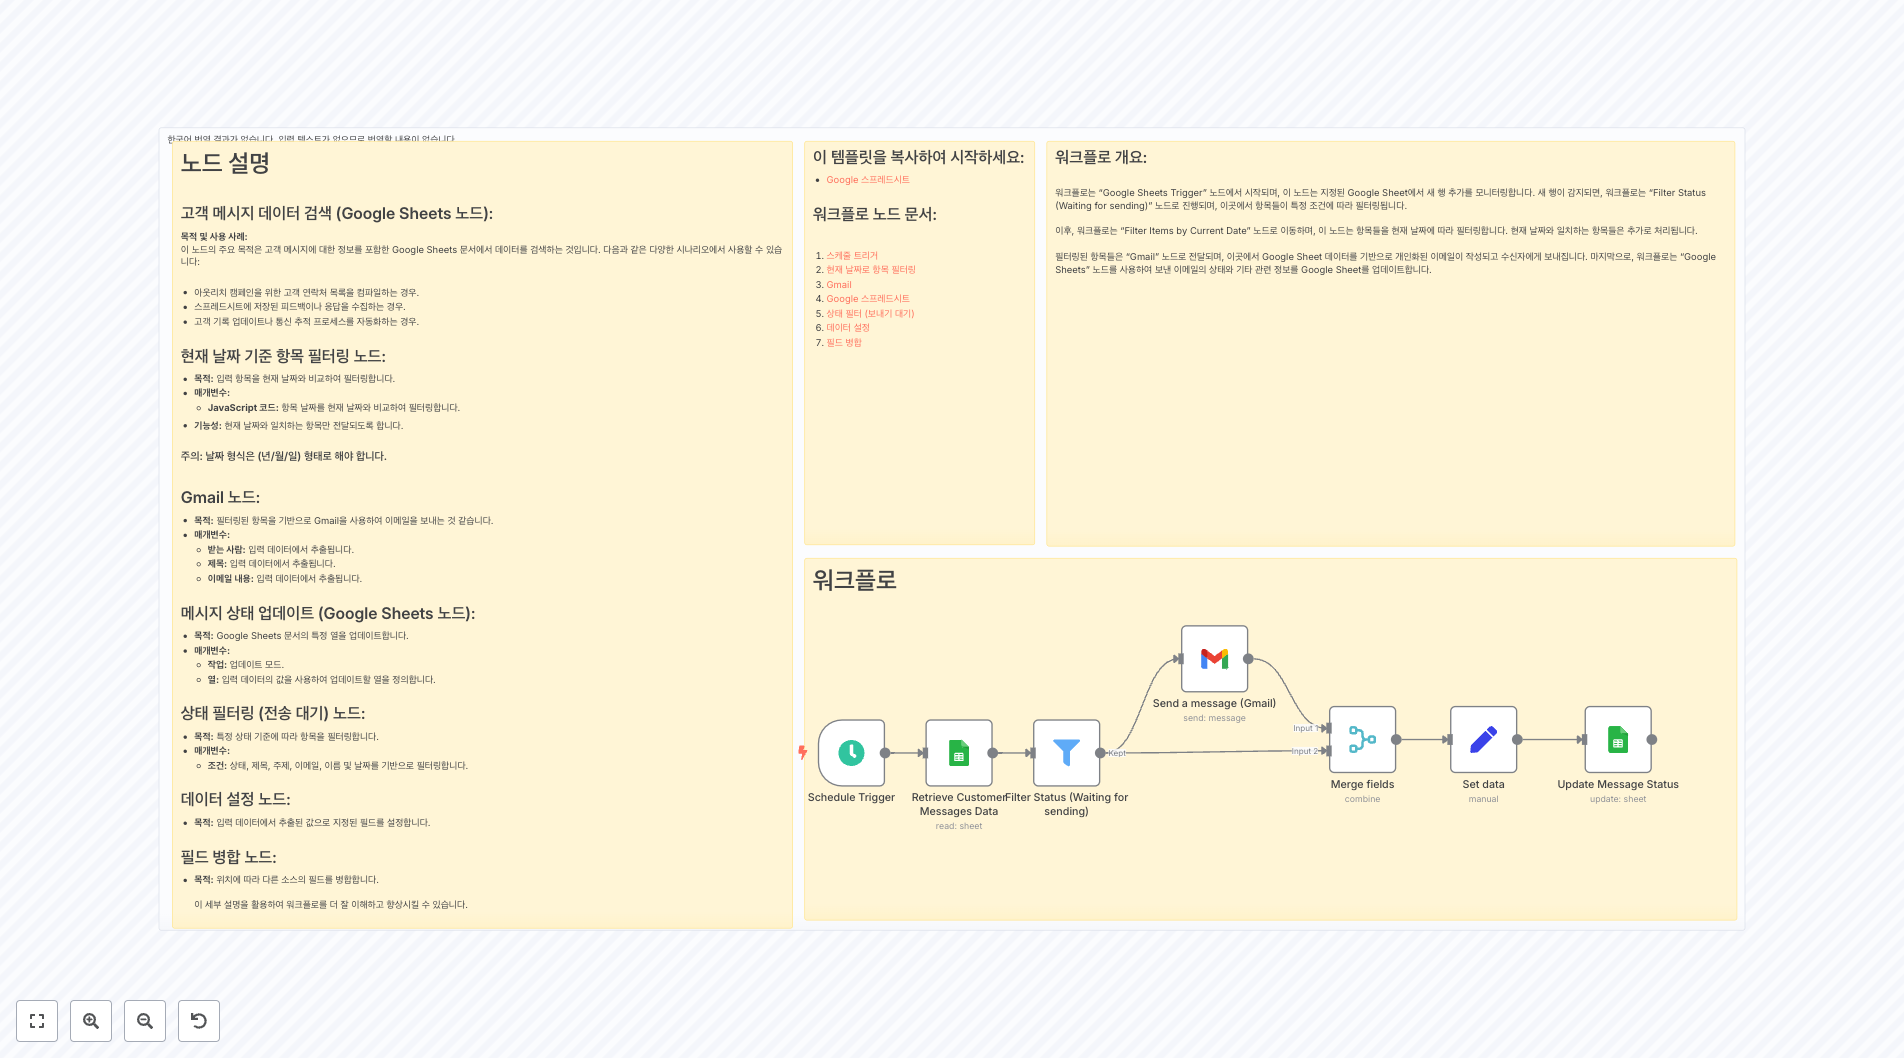 한국어 번역 결과가 없습니다. 입력 텍스트가 없으므로 번역할 내용이 없습니다.
노드 설명
고객 메시지 데이터 검색 (Google Sheets 노드):
목적 및 사용 사례:
이 노드의 주요 목적은 고객 메시지에 대한 정보를 포함한 Google Sheets 문서에서 데이터를 검색하는 것입니다. 다음과 같은 다양한 시나리오에서 사용할 수 있습
니다:
• 아웃리치 캠페인을 위한 고객 연락처 목록을 컴파일하는 경우.
• 스프레드시트에 저장된 피드백이나 응답을 수집하는 경우.
• 고객 기록 업데이트나 통신 추적 프로세스를 자동화하는 경우.
현재 날짜 기준 항목 필터링 노드:
• 목적: 입력 항목을 현재 날짜와 비교하여 필터링합니다.
• 매개변수:
◦ JavaScript 코드: 항목 날짜를 현재 날짜와 비교하여 필터링합니다.
• 기능성: 현재 날짜와 일치하는 항목만 전달되도록 합니다.
주의: 날짜 형식은 (년/월/일) 형태로 해야 합니다.
Gmail 노드:
• 목적: 필터링된 항목을 기반으로 Gmail을 사용하여 이메일을 보내는 것 같습니다.
• 매개변수:
◦ 받는 사람: 입력 데이터에서 추출됩니다.
◦ 제목: 입력 데이터에서 추출됩니다.
◦ 이메일 내용: 입력 데이터에서 추출됩니다.
메시지 상태 업데이트 (Google Sheets 노드):
• 목적: Google Sheets 문서의 특정 열을 업데이트합니다.
• 매개변수:
◦ 작업: 업데이트 모드.
◦ 열: 입력 데이터의 값을 사용하여 업데이트할 열을 정의합니다.
상태 필터링 (전송 대기) 노드:
• 목적: 특정 상태 기준에 따라 항목을 필터링합니다.
• 매개변수:
◦ 조건: 상태, 제목, 주제, 이메일, 이름 및 날짜를 기반으로 필터링합니다.
데이터 설정 노드:
• 목적: 입력 데이터에서 추출된 값으로 지정된 필드를 설정합니다.
필드 병합 노드:
• 목적: 위치에 따라 다른 소스의 필드를 병합합니다.
이 세부 설명을 활용하여 워크플로를 더 잘 이해하고 향상시킬 수 있습니다.
이 템플릿을 복사하여 시작하세요:
• Google 스프레드시트
워크플로 노드 문서:
1. 스케줄 트리거
2. 현재 날짜로 항목 필터링
3. Gmail
4. Google 스프레드시트
5. 상태 필터 (보내기 대기)
6. 데이터 설정
7. 필드 병합
워크플로 개요:
워크플로는 “Google Sheets Trigger” 노드에서 시작되며, 이 노드는 지정된 Google Sheet에서 새 행 추가를 모니터링합니다. 새 행이 감지되면, 워크플로는 “Filter Status
(Waiting for sending)” 노드로 진행되며, 이곳에서 항목들이 특정 조건에 따라 필터링됩니다.
이후, 워크플로는 “Filter Items by Current Date” 노드로 이동하며, 이 노드는 항목들을 현재 날짜에 따라 필터링합니다. 현재 날짜와 일치하는 항목들은 추가로 처리됩니다.
필터링된 항목들은 “Gmail” 노드로 전달되며, 이곳에서 Google Sheet 데이터를 기반으로 개인화된 이메일이 작성되고 수신자에게 보내집니다. 마지막으로, 워크플로는 “Google
Sheets” 노드를 사용하여 보낸 이메일의 상태와 기타 관련 정보를 Google Sheet를 업데이트합니다.
워크플로
Send a message (Gmail)
send: message
Input 1
Kept
Input 2
Schedule Trigger
Retrieve Customer
Messages Data
read: sheet
Filter Status (Waiting for
sending)
Merge fields
combine
Set data
manual
Update Message Status
update: sheet